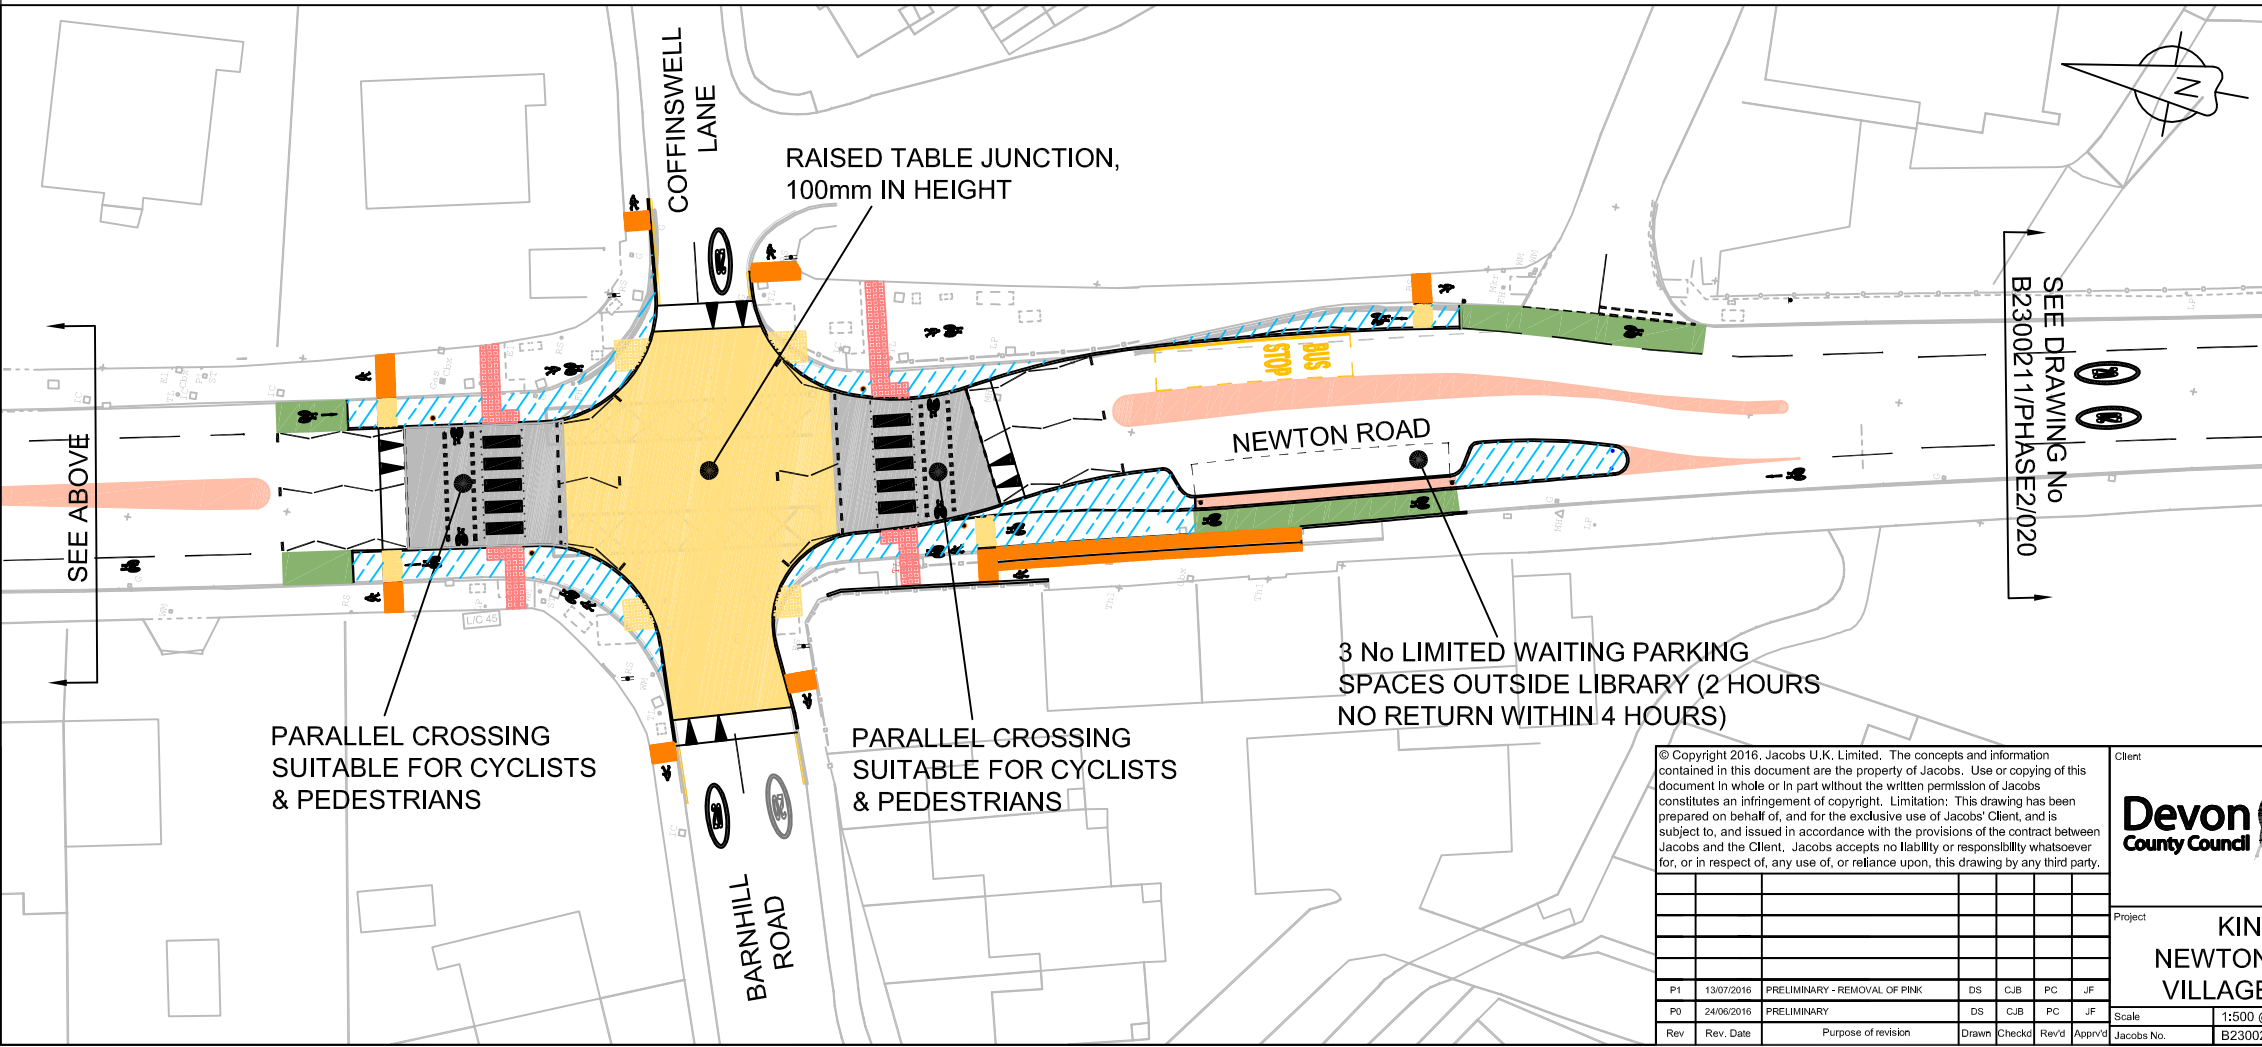 COFFINSWELL
LANE
RAISED TABLE JUNCTION,
100mm IN HEIGHT
N
SEE ABOVE
BUS
STOP
NEWTON ROAD
SEE DRAWING No
B2300211/PHASE2/020
L/C 45
PARALLEL CROSSING
SUITABLE FOR CYCLISTS
& PEDESTRIANS
PARALLEL CROSSING
SUITABLE FOR CYCLISTS
& PEDESTRIANS
3 No LIMITED WAITING PARKING
SPACES OUTSIDE LIBRARY (2 HOURS
NO RETURN WITHIN 4 HOURS)
BARNHILL
ROAD
© Copyright 2016. Jacobs U.K. Limited. The concepts and information
contained in this document are the property of Jacobs. Use or copying of this
document in whole or in part without the written permission of Jacobs
constitutes an infringement of copyright. Limitation: This drawing has been
prepared on behalf of, and for the exclusive use of Jacobs' Client, and is
subject to, and issued in accordance with the provisions of the contract between
Jacobs and the Client. Jacobs accepts no liability or responsibility whatsoever
for, or in respect of, any use of, or reliance upon, this drawing by any third party.
P1 13/07/2016 PRELIMINARY - REMOVAL OF PINK DS CJB PC JF
P0 24/06/2016 PRELIMINARY DS CJB PC JF
Rev Rev. Date Purpose of revision Drawn Checkd Rev'd Apprv'd
Client
Devon
County Council
Project
KIN
NEWTON
VILLAGE
Scale 1:500
Jacobs No. B2300